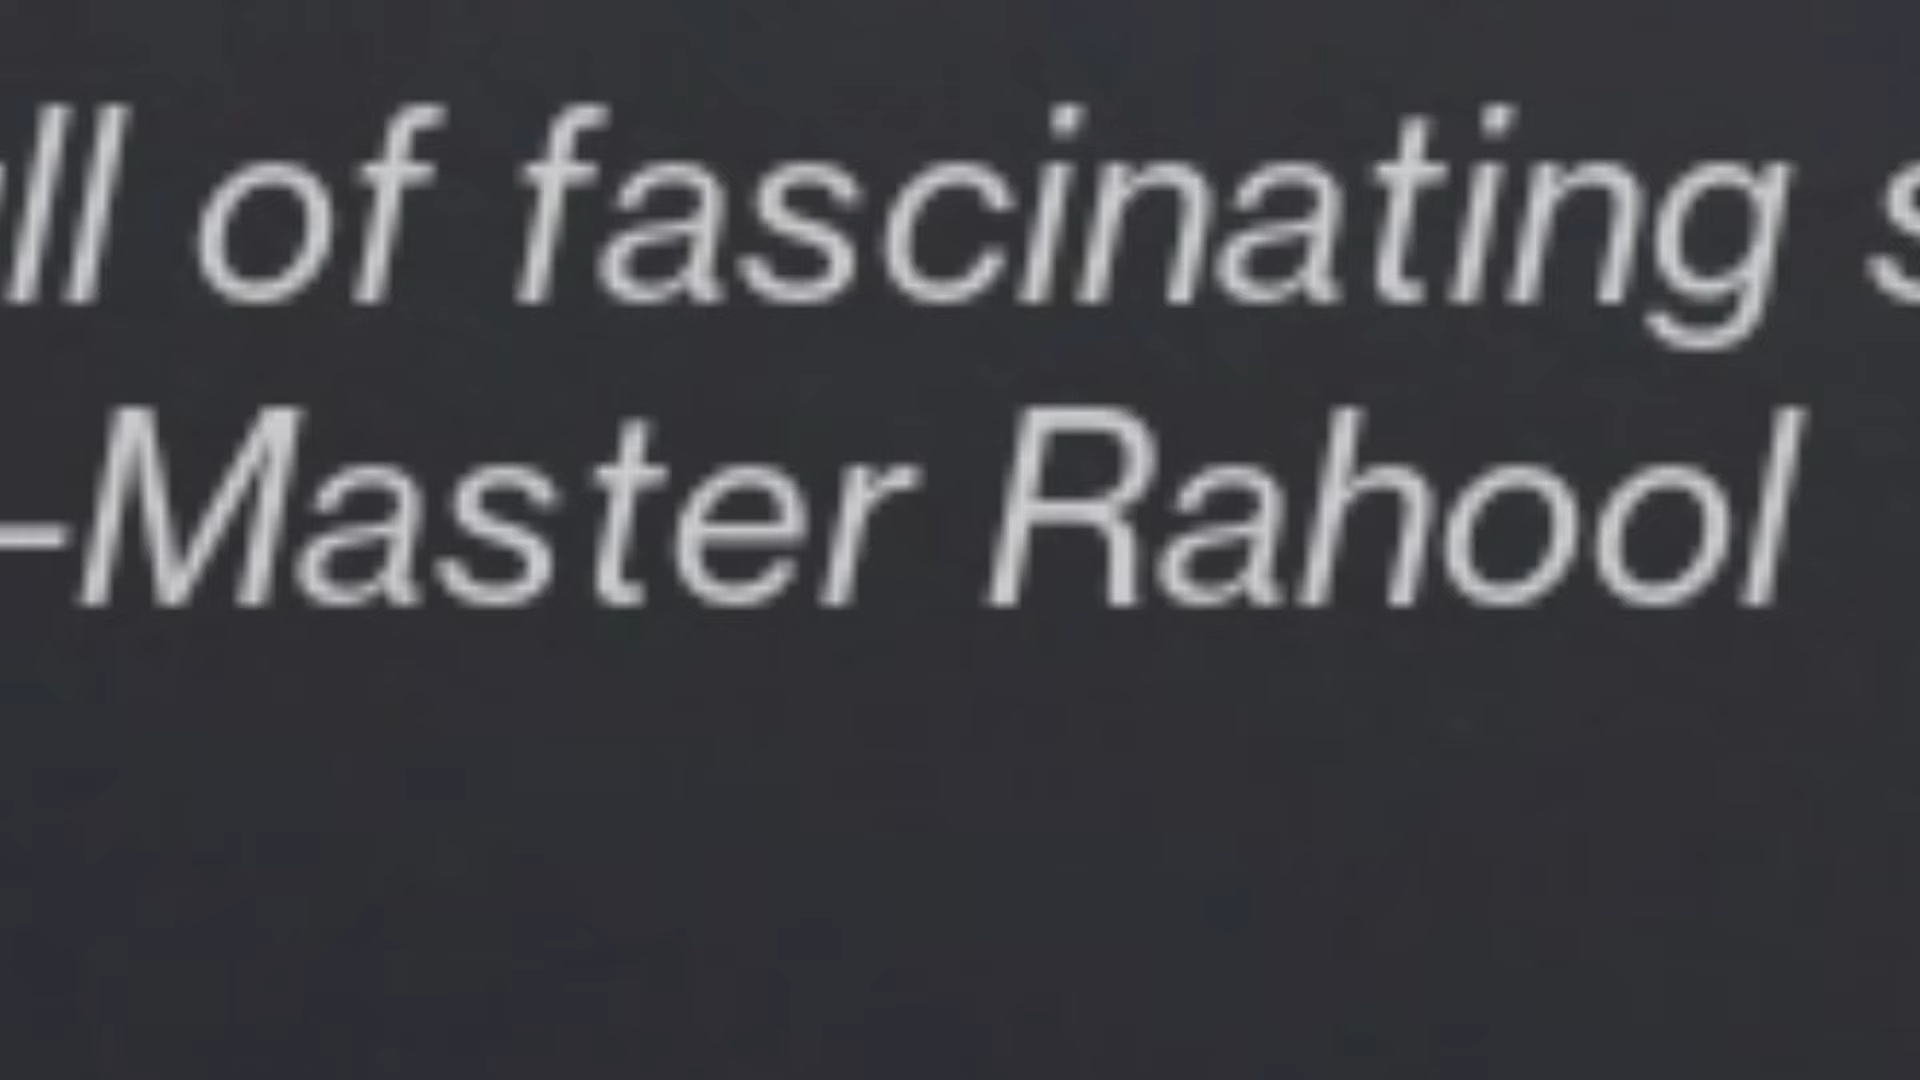 ll of fascinating
—Master Rahool